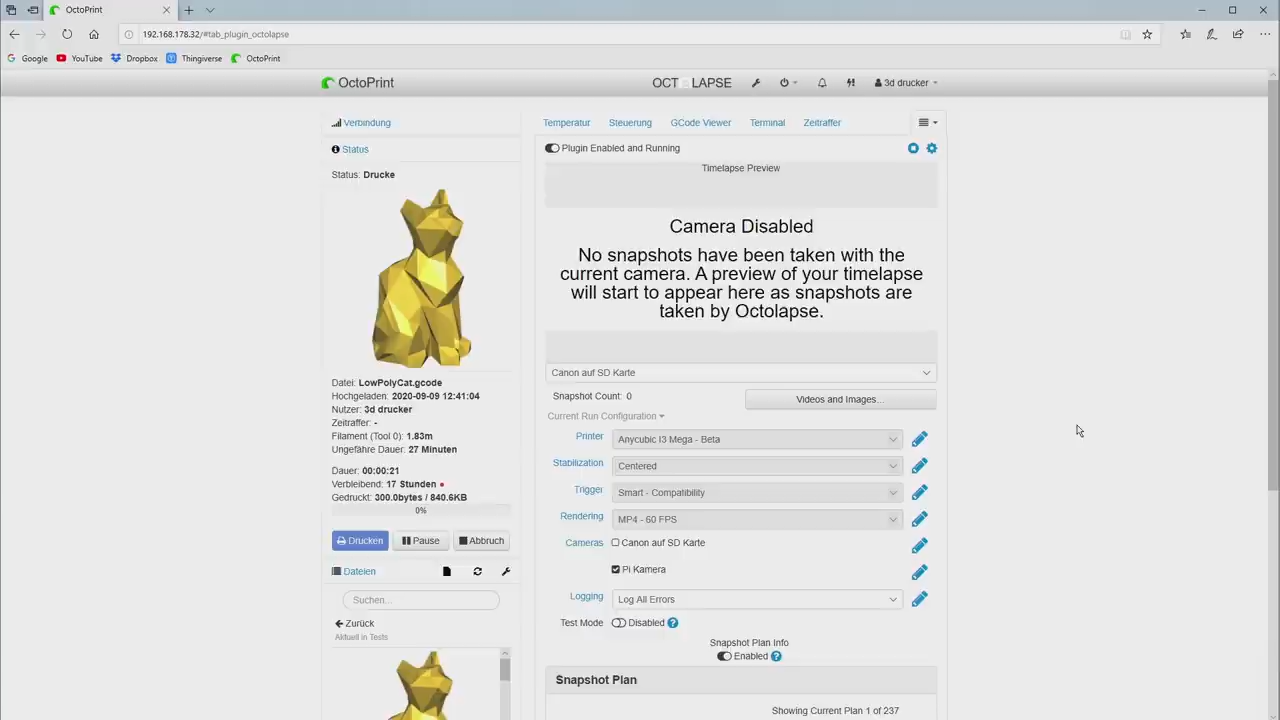 OctoPrint
192.168.178.32/#tab_plugin_octolapse
Google YouTube Dropbox Thingiverse OctoPrint
OctoPrint
OCT LAPSE
3d drucker
Verbindung
Temperatur Steuerung GCode Viewer Terminal Zeitraffer
Status
Plugin Enabled and Running
Timelapse Preview
Status: Drucke
Camera Disabled
No snapshots have been taken with the
current camera. A preview of your timelapse
will start to appear here as snapshots are
taken by Octolapse.
Canon auf SD Karte
Datei: LowPolyCat.gcode
Hochgeladen: 2020-09-09 12:41:04
Nutzer: 3d drucker
Zeitraffer: -
Filament (Tool 0): 1.83m
Ungefähre Dauer: 27 Minuten
Dauer: 00:00:21
Verbleibend: 17 Stunden
Gedruckt: 300.0bytes / 840.6KB
0%
Drucken Pause Abbruch
Dateien
Suchen...
Zurück
Aktuell in Tests
Snapshot Count: 0
Videos and Images...
Current Run Configuration
Printer Anycubic I3 Mega - Beta
Stabilization Centered
Trigger Smart - Compatibility
Rendering MP4 - 60 FPS
Cameras Canon auf SD Karte
Pi Kamera
Logging Log All Errors
Test Mode Disabled
Snapshot Plan Info
Enabled
Snapshot Plan
Showing Current Plan 1 of 237